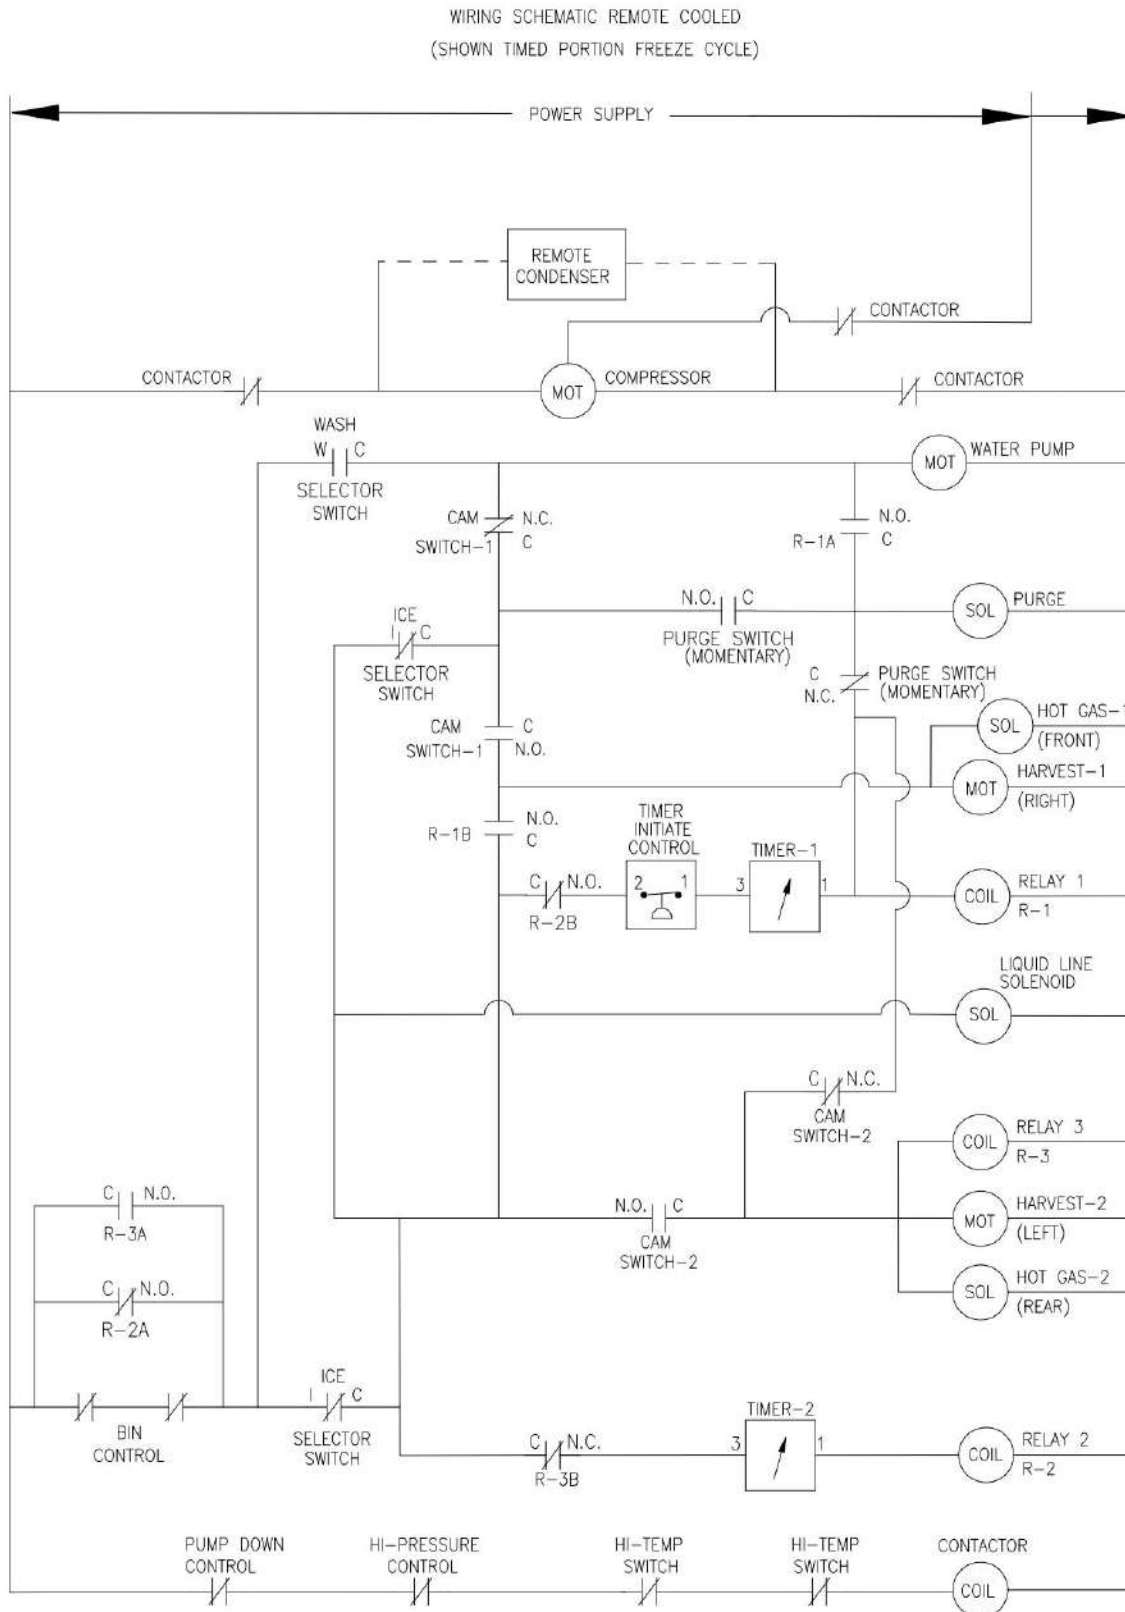 WIRING SCHEMATIC REMOTE COOLED
(SHOWN TIMED PORTION FREEZE CYCLE)
POWER SUPPLY
REMOTE
CONDENSER
CONTACTOR
CONTACTOR
MOT
COMPRESSOR
CONTACTOR
WASH
W C
SELECTOR
SWITCH
MOT
WATER PUMP
CAM
SWITCH-1
N.C.
C
R-1A
N.O.
C
N.O. C
PURGE SWITCH
(MOMENTARY)
SOL
PURGE
ICE
I C
SELECTOR
SWITCH
C
N.C.
PURGE SWITCH
(MOMENTARY)
CAM
SWITCH-1
C
N.O.
SOL
HOT GAS-1
(FRONT)
MOT
HARVEST-1
(RIGHT)
R-1B
N.O.
C
TIMER
INITIATE
CONTROL
2 1
TIMER-1
3 1
C N.O.
R-2B
COIL
RELAY 1
R-1
LIQUID LINE
SOLENOID
SOL
C N.C.
CAM
SWITCH-2
COIL
RELAY 3
R-3
C N.O.
R-3A
N.O. C
CAM
SWITCH-2
MOT
HARVEST-2
(LEFT)
C N.O.
R-2A
SOL
HOT GAS-2
(REAR)
BIN
CONTROL
ICE
I C
SELECTOR
SWITCH
C N.C.
R-3B
TIMER-2
3 1
COIL
RELAY 2
R-2
PUMP DOWN
CONTROL
HI-PRESSURE
CONTROL
HI-TEMP
SWITCH
HI-TEMP
SWITCH
CONTACTOR
COIL